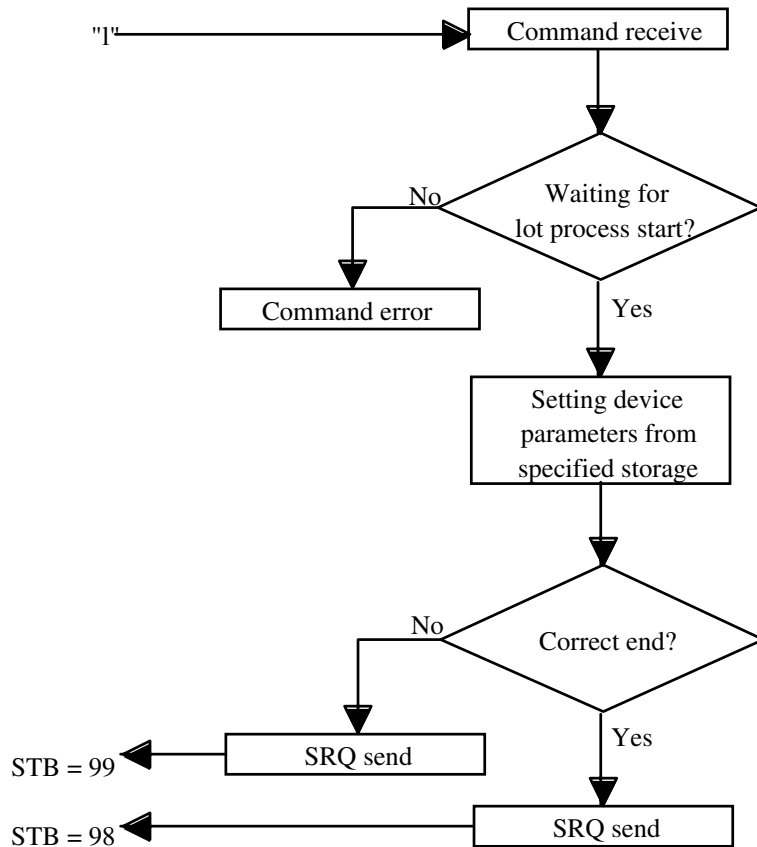 "l"
Command receive
Waiting for
lot process start?
No
Command error
Yes
Setting device
parameters from
specified storage
Correct end?
No
SRQ send
Yes
STB = 99
SRQ send
STB = 98